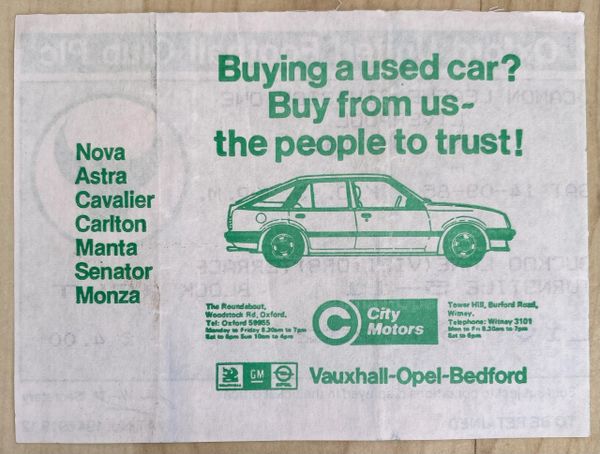 Buying a used car?
Buy from us-
the people to trust!
Nova
Astra
Cavalier
Carlton
Manta
Senator
Monza
The Roundabout,
Woodstock Rd, Oxford.
Tel: Oxford 59955
Monday to Friday 8.30am to 7pm
Sat to 6pm Sun 10am to 4pm
C City
Motors
Tower Hill, Burford Road,
Witney.
Telephone: Witney 3101
Mon to Fri 8.30am to 7pm
Sat to 6pm
VAUXHALL GM OPEL
Vauxhall-Opel-Bedford